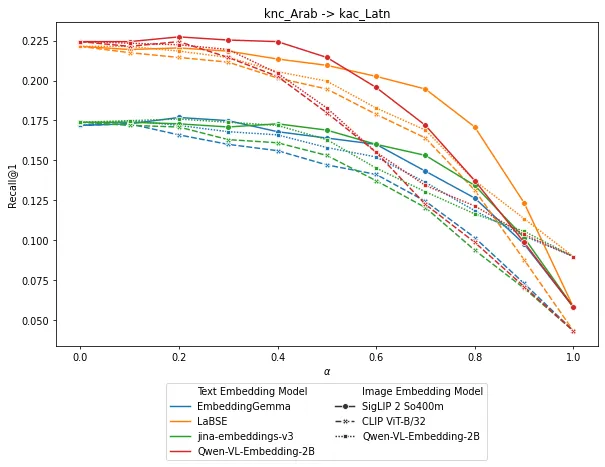 knc_Arab -> kac_Latn
0.225
0.200
0.175
0.150
0.125
0.100
0.075
0.050
Recall@1
0.0 0.2 0.4 0.6 0.8 1.0
α
Text Embedding Model
EmbeddingGemma
LaBSE
jina-embeddings-v3
Qwen-VL-Embedding-2B
Image Embedding Model
SigLIP 2 So400m
CLIP ViT-B/32
Qwen-VL-Embedding-2B